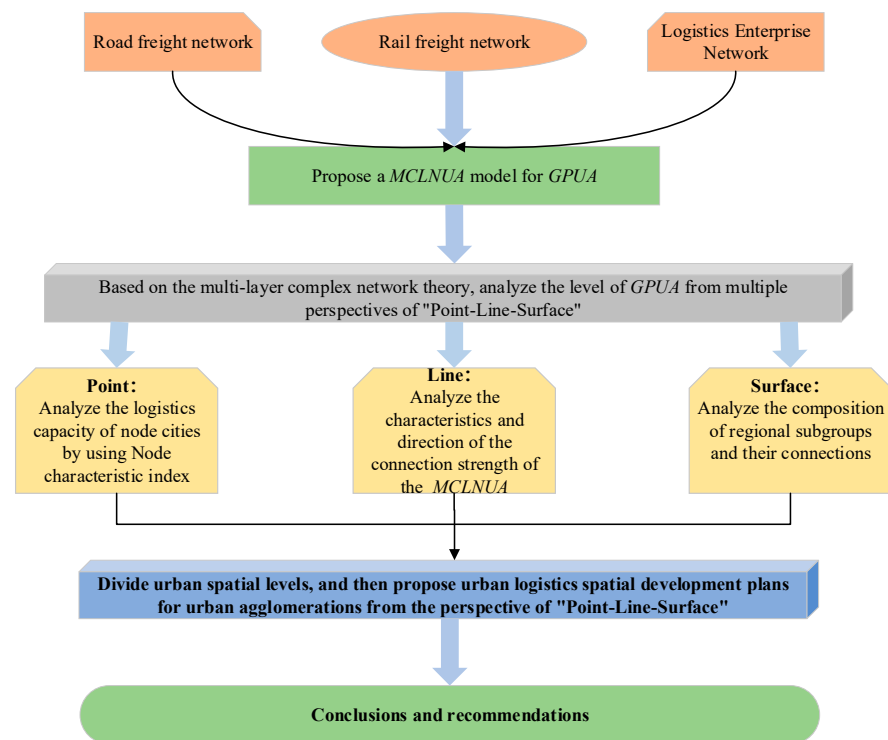 Road freight network
Rail freight network
Logistics Enterprise
Network
Propose a MCLNUA model for GPUA
Based on the multi-layer complex network theory, analyze the level of GPUA from multiple
perspectives of "Point-Line-Surface"
Point：
Analyze the logistics
capacity of node cities
by using Node
characteristic index
Line：
Analyze the
characteristics and
direction of the
connection strength of
the MCLNUA
Surface：
Analyze the composition
of regional subgroups
and their connections
Divide urban spatial levels, and then propose urban logistics spatial development plans
for urban agglomerations from the perspective of "Point-Line-Surface"
Conclusions and recommendations